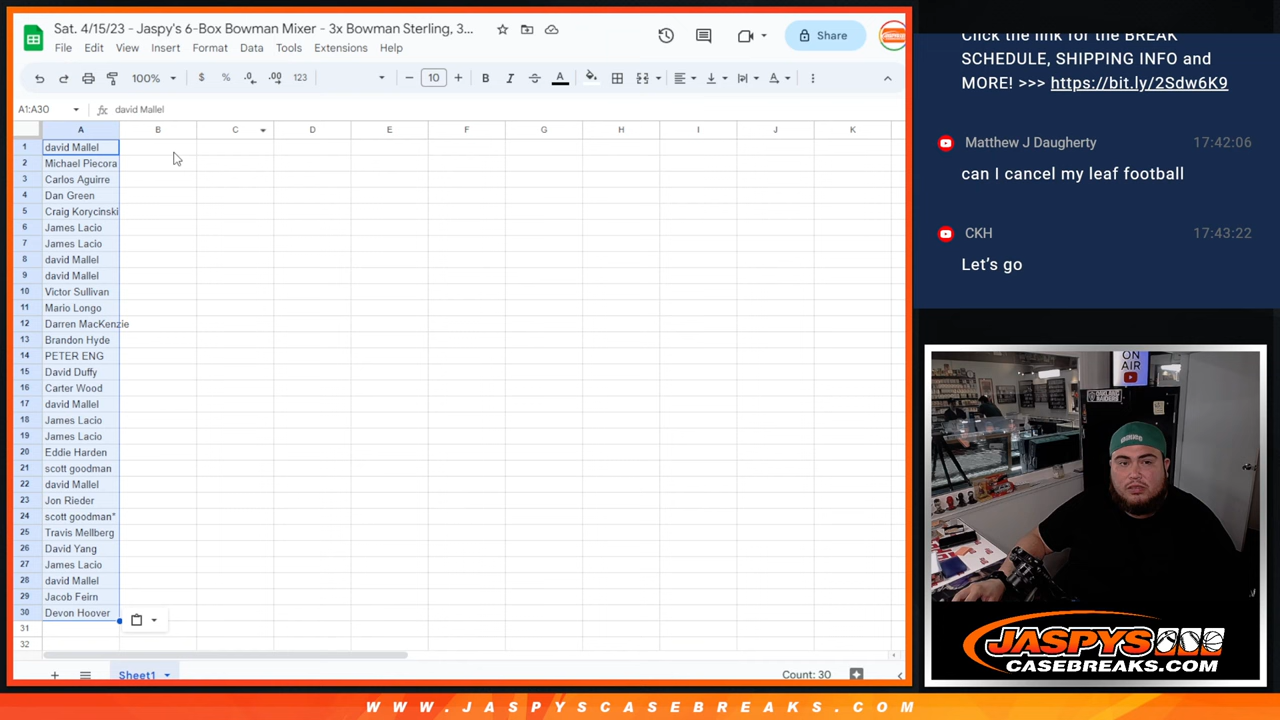 Sat. 4/15/23 - Jaspy's 6-Box Bowman Mixer - 3x Bowman Sterling, 3...
File Edit View Insert Format Data Tools Extensions Help
Share
100% $ % .0 .00 123 10 B I A
A1:A30 fx david Mallel
A B C D E F G H I J K
1 david Mallel
2 Michael Piecora
3 Carlos Aguirre
4 Dan Green
5 Craig Korycinski
6 James Lacio
7 James Lacio
8 david Mallel
9 david Mallel
10 Victor Sullivan
11 Mario Longo
12 Darren MacKenzie
13 Brandon Hyde
14 PETER ENG
15 David Duffy
16 Carter Wood
17 david Mallel
18 James Lacio
19 James Lacio
20 Eddie Harden
21 scott goodman
22 david Mallel
23 Jon Rieder
24 scott goodman*
25 Travis Mellberg
26 David Yang
27 James Lacio
28 david Mallel
29 Jacob Feirn
30 Devon Hoover
31
32
Sheet1
Count: 30
Click the link for the BREAK
SCHEDULE, SHIPPING INFO and
MORE! >>> https://bit.ly/2Sdw6K9
Matthew J Daugherty 17:42:06
can I cancel my leaf football
CKH 17:43:22
Let's go
ON
AIR
JASPYS
CASEBREAKS.COM
WWW.JASPYSCASEBREAKS.COM